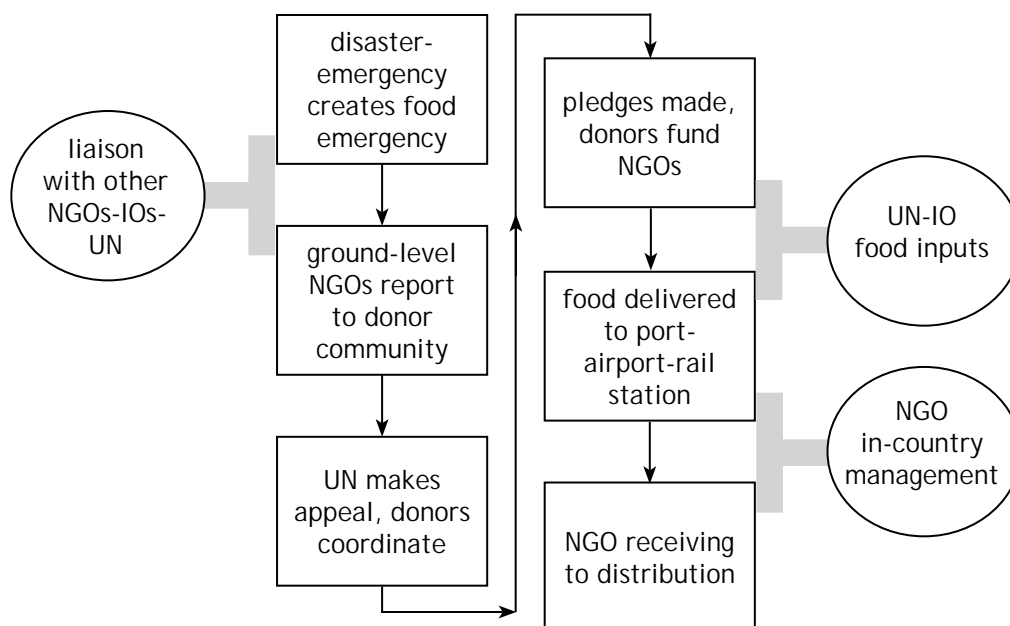 disaster-
emergency
creates food
emergency
liaison
with other
NGOs-IOs-
UN
ground-level
NGOs report
to donor
community
UN makes
appeal, donors
coordinate
pledges made,
donors fund
NGOs
UN-IO
food inputs
food delivered
to port-
airport-rail
station
NGO
in-country
management
NGO receiving
to distribution